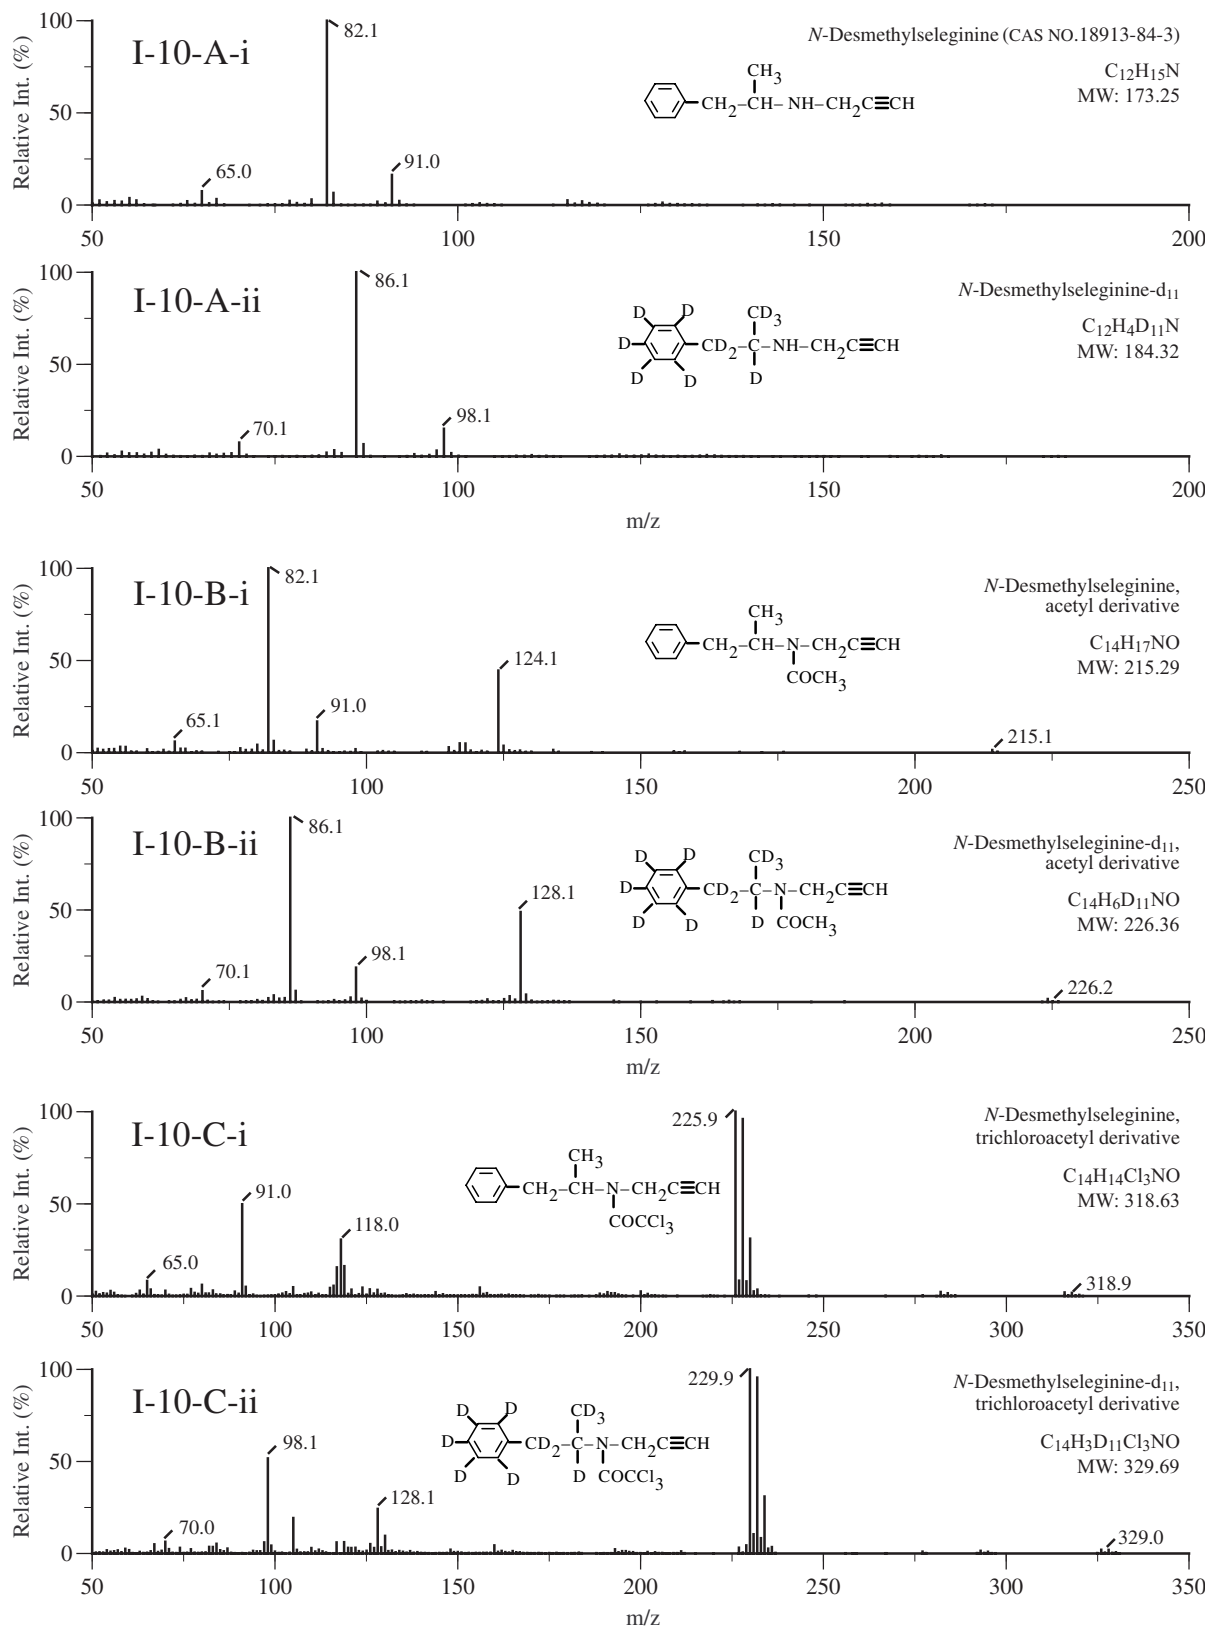 I-10-A-i
N-Desmethylseleginine (CAS NO.18913-84-3)
C12H15N
MW: 173.25
CH3
CH2–CH–NH–CH2C≡CH
Relative Int. (%)
100
50
0
82.1
65.0
91.0
50 100 150 200
I-10-A-ii
N-Desmethylseleginine-d11
C12H4D11N
MW: 184.32
D D CD3
D CD2–C–NH–CH2C≡CH
D D D
Relative Int. (%)
100
50
0
86.1
70.1
98.1
50 100 150 200
m/z
I-10-B-i
N-Desmethylseleginine,
acetyl derivative
C14H17NO
MW: 215.29
CH3
CH2–CH–N–CH2C≡CH
COCH3
Relative Int. (%)
100
50
0
82.1
124.1
91.0
65.1
215.1
50 100 150 200 250
I-10-B-ii
N-Desmethylseleginine-d11,
acetyl derivative
C14H6D11NO
MW: 226.36
D D CD3
D CD2–C–N–CH2C≡CH
D D D COCH3
Relative Int. (%)
100
50
0
86.1
128.1
98.1
70.1
226.2
50 100 150 200 250
m/z
I-10-C-i
N-Desmethylseleginine,
trichloroacetyl derivative
C14H14Cl3NO
MW: 318.63
CH3
CH2–CH–N–CH2C≡CH
COCCl3
Relative Int. (%)
100
50
0
225.9
91.0
118.0
65.0
318.9
50 100 150 200 250 300 350
I-10-C-ii
N-Desmethylseleginine-d11,
trichloroacetyl derivative
C14H3D11Cl3NO
MW: 329.69
D D CD3
D CD2–C–N–CH2C≡CH
D D D COCCl3
Relative Int. (%)
100
50
0
229.9
98.1
128.1
70.0
329.0
50 100 150 200 250 300 350
m/z